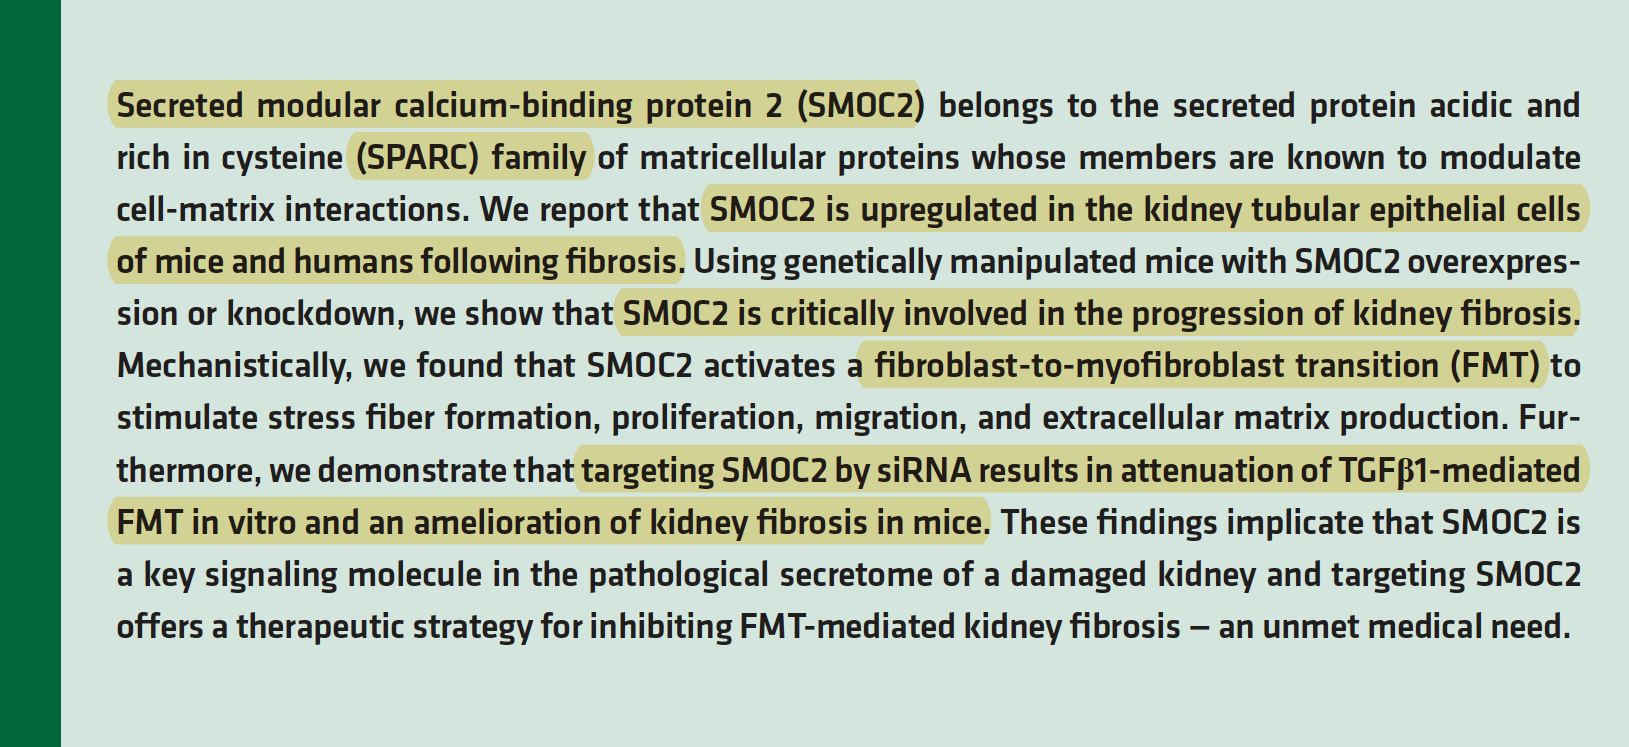 Secreted modular calcium-binding protein 2 (SMOC2) belongs to the secreted protein acidic and
rich in cysteine (SPARC) family of matricellular proteins whose members are known to modulate
cell-matrix interactions. We report that SMOC2 is upregulated in the kidney tubular epithelial cells
of mice and humans following fibrosis. Using genetically manipulated mice with SMOC2 overexpres-
sion or knockdown, we show that SMOC2 is critically involved in the progression of kidney fibrosis.
Mechanistically, we found that SMOC2 activates a fibroblast-to-myofibroblast transition (FMT) to
stimulate stress fiber formation, proliferation, migration, and extracellular matrix production. Fur-
thermore, we demonstrate that targeting SMOC2 by siRNA results in attenuation of TGFβ1-mediated
FMT in vitro and an amelioration of kidney fibrosis in mice. These findings implicate that SMOC2 is
a key signaling molecule in the pathological secretome of a damaged kidney and targeting SMOC2
offers a therapeutic strategy for inhibiting FMT-mediated kidney fibrosis – an unmet medical need.